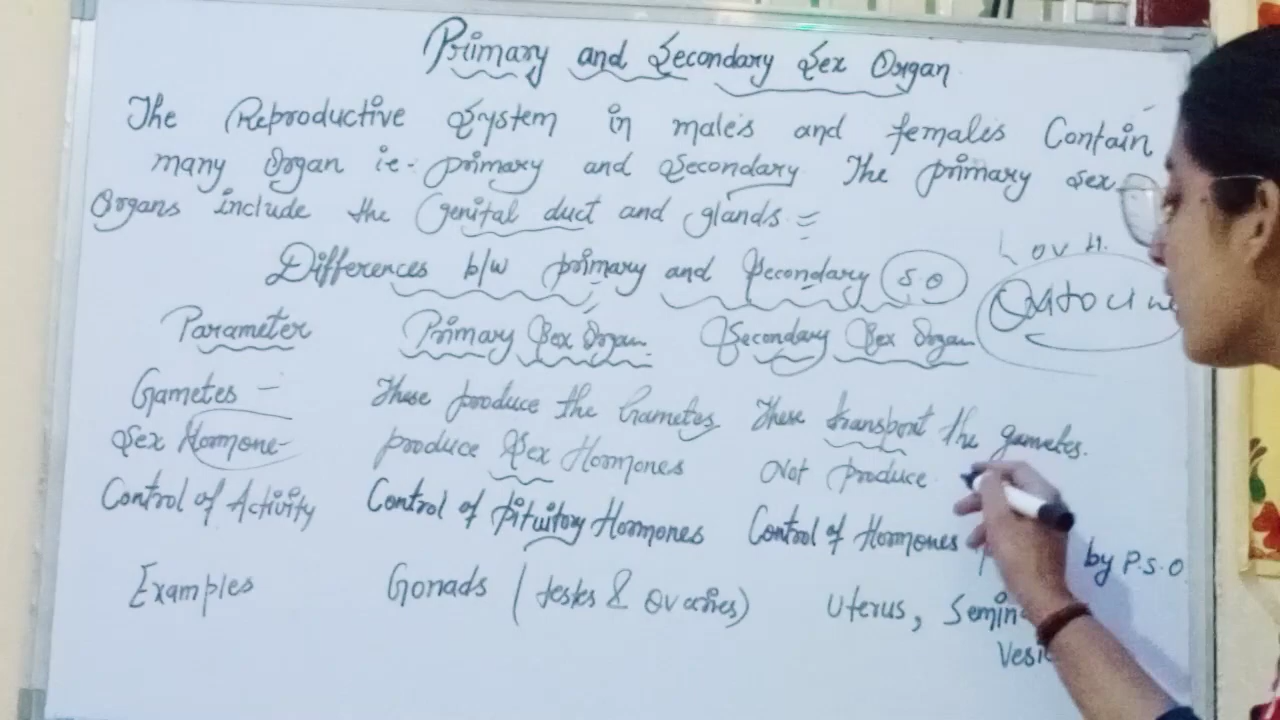 Primary and Secondary Sex Organ
The Reproductive System in males and females Contain
many organ ie:- primary and Secondary The primary Sex
Organs include the Genital duct and glands =
Differences b/w primary and Secondary S.O
Parameter Primary Sex Organ Secondary Sex Organ
Gametes - These produce the Gametes These transport the gametes.
Sex Hormone- produce Sex Hormones Not produce
Control of Activity Control of pituitory Hormones Control of Hormones by P.S.O
Examples Gonads ( testes & Ovaries) Uterus, Semin
Vesi